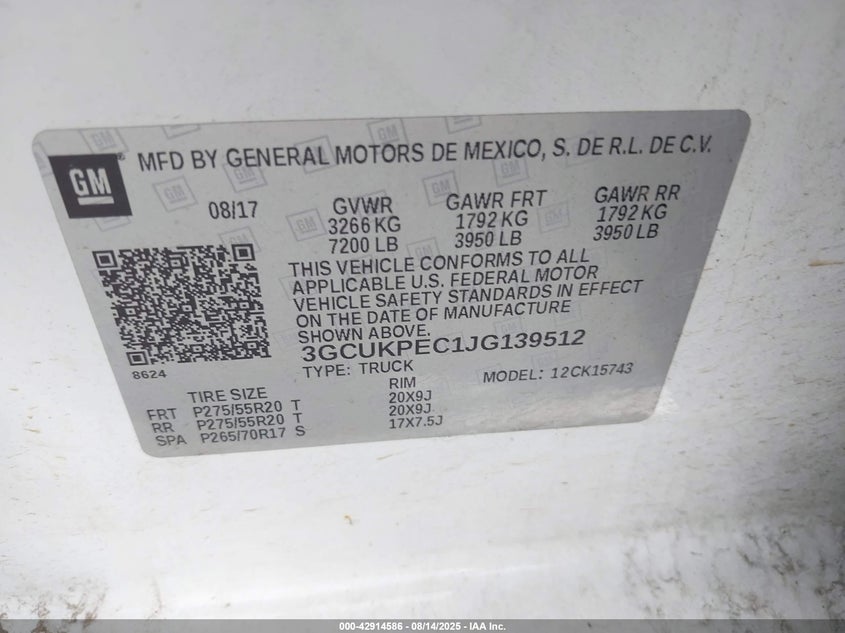 GM
MFD BY GENERAL MOTORS DE MEXICO, S. DE R.L. DE C.V.
08/17 GVWR GAWR FRT GAWR RR
3266 KG 1792 KG 1792 KG
7200 LB 3950 LB 3950 LB
THIS VEHICLE CONFORMS TO ALL
APPLICABLE U.S. FEDERAL MOTOR
VEHICLE SAFETY STANDARDS IN EFFECT
ON THE DATE OF MANUFACTURE
SHOWN ABOVE.
3GCUKPEC1JG139512
8624
TYPE: TRUCK MODEL: 12CK15743
TIRE SIZE RIM
FRT P275/55R20 T 20X9J
RR P275/55R20 T 20X9J
SPA P265/70R17 S 17X7.5J
000-42914586 - 08/14/2025 - IAA Inc.